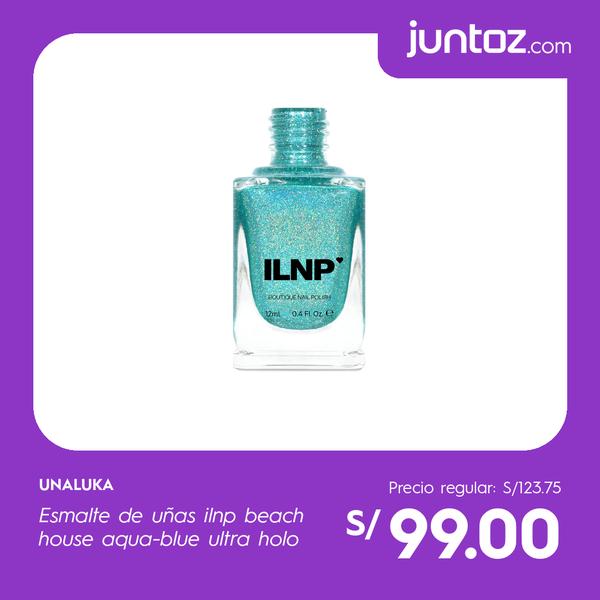 juntoz.com
ILNP
BOUTIQUE NAIL POLISH
12ml 0.4 Fl. Oz. ℮
UNALUKA
Precio regular: S/123.75
Esmalte de uñas ilnp beach
house aqua-blue ultra holo
S/ 99.00